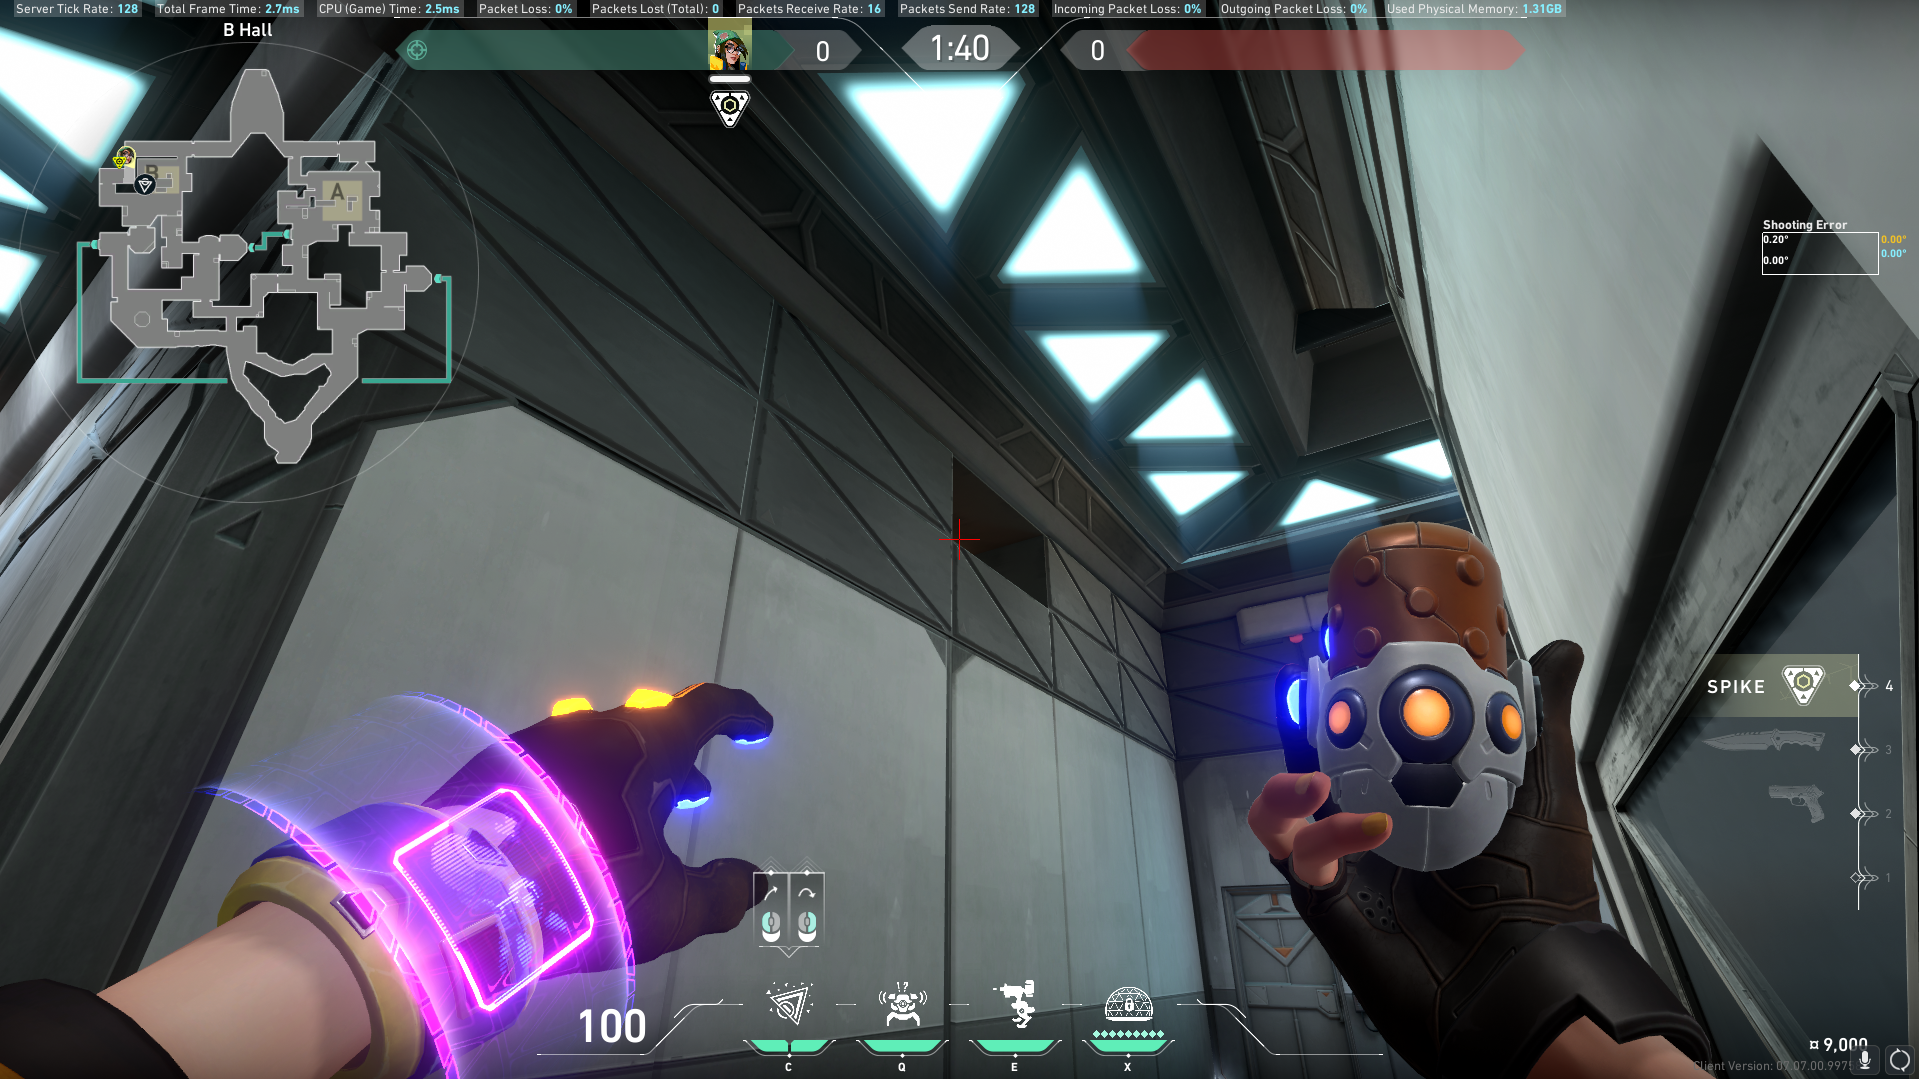 Server Tick Rate: 128 Total Frame Time: 2.7ms CPU (Game) Time: 2.5ms Packet Loss: 0% Packets Lost (Total): 0 Packets Receive Rate: 16 Packets Send Rate: 128 Incoming Packet Loss: 0% Outgoing Packet Loss: 0% Used Physical Memory: 1.31GB
B Hall
0 1:40 0
B
A
Shooting Error
0.20° 0.00°
0.00° 0.00°
SPIKE 4
3
2
1
!?
100
C Q E X
¤ 9,000